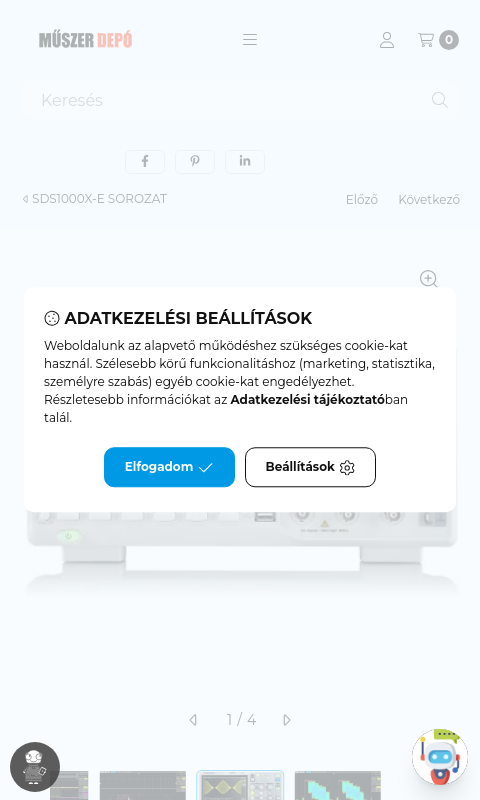 MŰSZER DEPÓ
0
Keresés
SDS1000X-E SOROZAT
Előző
Következő
ADATKEZELÉSI BEÁLLÍTÁSOK
Weboldalunk az alapvető működéshez szükséges cookie-kat
használ. Szélesebb körű funkcionalitáshoz (marketing, statisztika,
személyre szabás) egyéb cookie-kat engedélyezhet.
Részletesebb információkat az Adatkezelési tájékoztatóban
talál.
Elfogadom
Beállítások
1 / 4